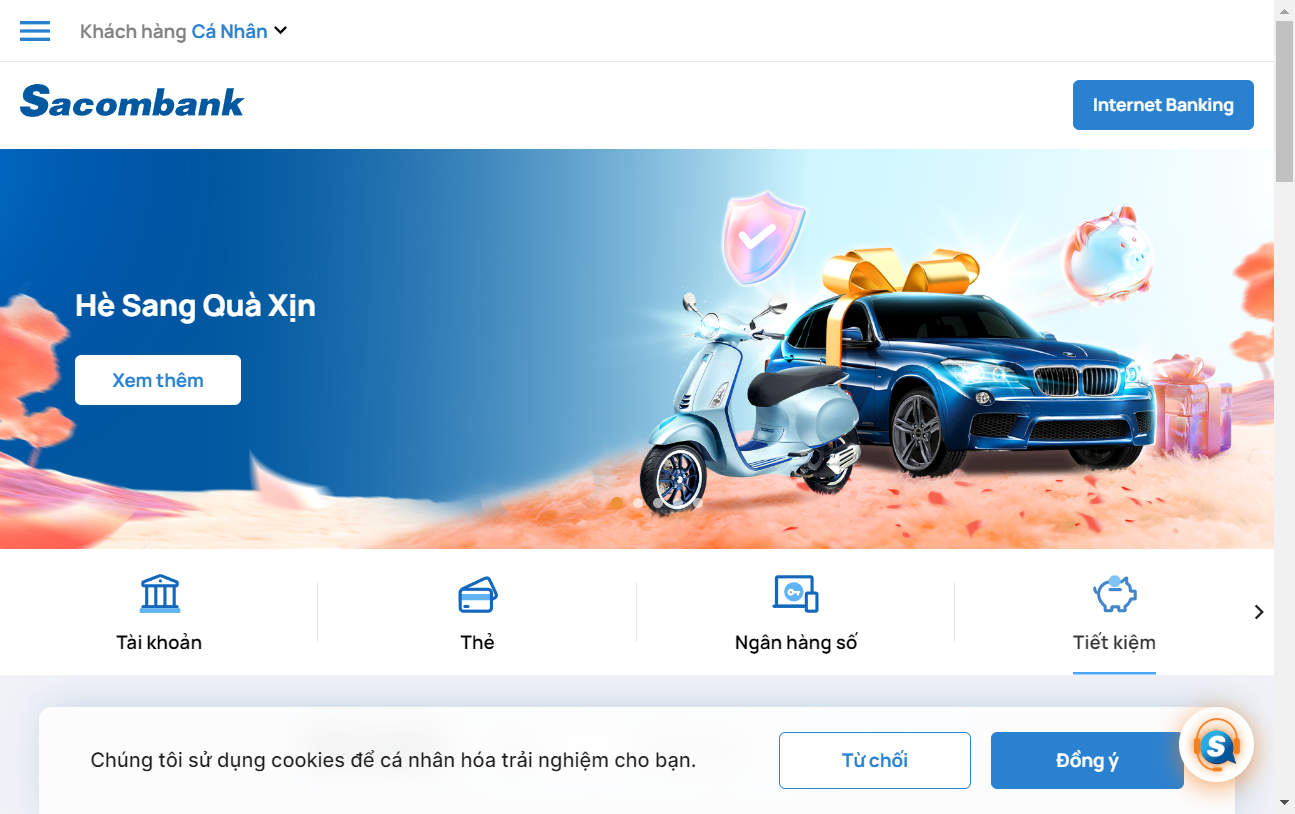 Khách hàng Cá Nhân
Sacombank
Internet Banking
Hè Sang Quà Xịn
Xem thêm
Tài khoản
Thẻ
Ngân hàng số
Tiết kiệm
Chúng tôi sử dụng cookies để cá nhân hóa trải nghiệm cho bạn.
Từ chối
Đồng ý
S